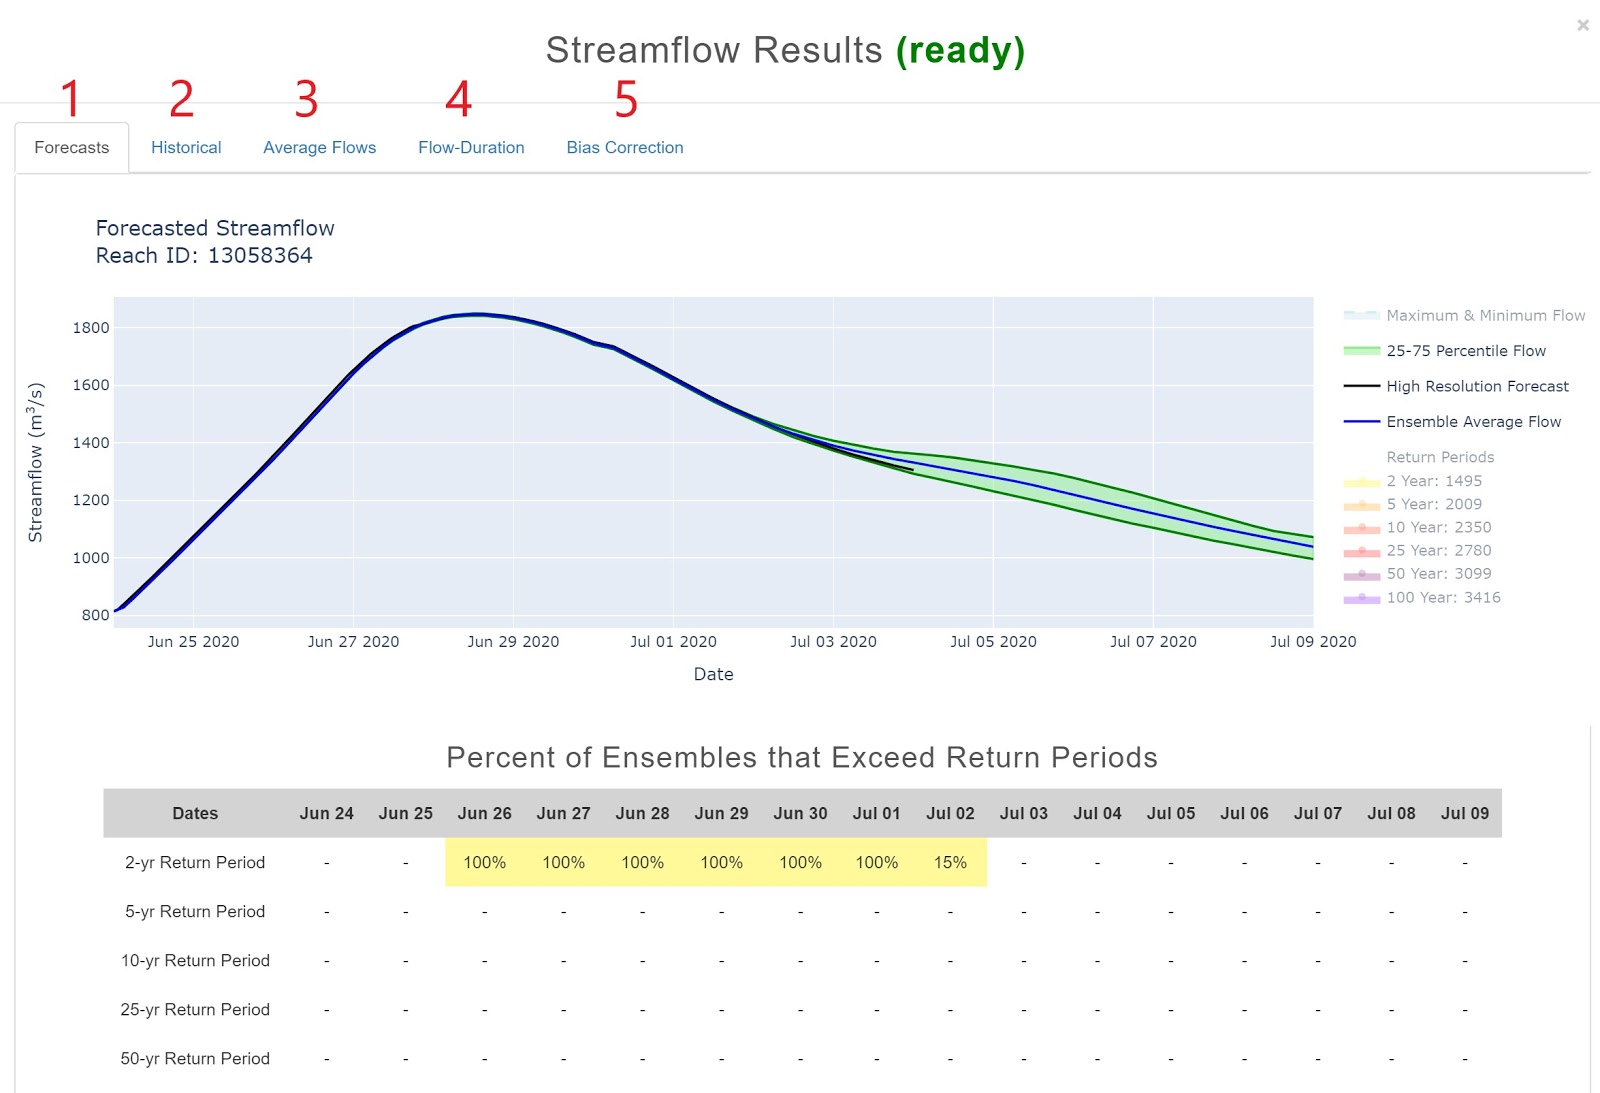 ×
Streamflow Results (ready)
1 2 3 4 5
Forecasts Historical Average Flows Flow-Duration Bias Correction
Forecasted Streamflow
Reach ID: 13058364
Streamflow (m³/s)
1800
1600
1400
1200
1000
800
Jun 25 2020 Jun 27 2020 Jun 29 2020 Jul 01 2020 Jul 03 2020 Jul 05 2020 Jul 07 2020 Jul 09 2020
Date
Maximum & Minimum Flow
25-75 Percentile Flow
High Resolution Forecast
Ensemble Average Flow
Return Periods
2 Year: 1495
5 Year: 2009
10 Year: 2350
25 Year: 2780
50 Year: 3099
100 Year: 3416
Percent of Ensembles that Exceed Return Periods
Dates Jun 24 Jun 25 Jun 26 Jun 27 Jun 28 Jun 29 Jun 30 Jul 01 Jul 02 Jul 03 Jul 04 Jul 05 Jul 06 Jul 07 Jul 08 Jul 09
2-yr Return Period - - 100% 100% 100% 100% 100% 100% 15% - - - - - - -
5-yr Return Period - - - - - - - - - - - - - - - -
10-yr Return Period - - - - - - - - - - - - - - - -
25-yr Return Period - - - - - - - - - - - - - - - -
50-yr Return Period - - - - - - - - - - - - - - - -